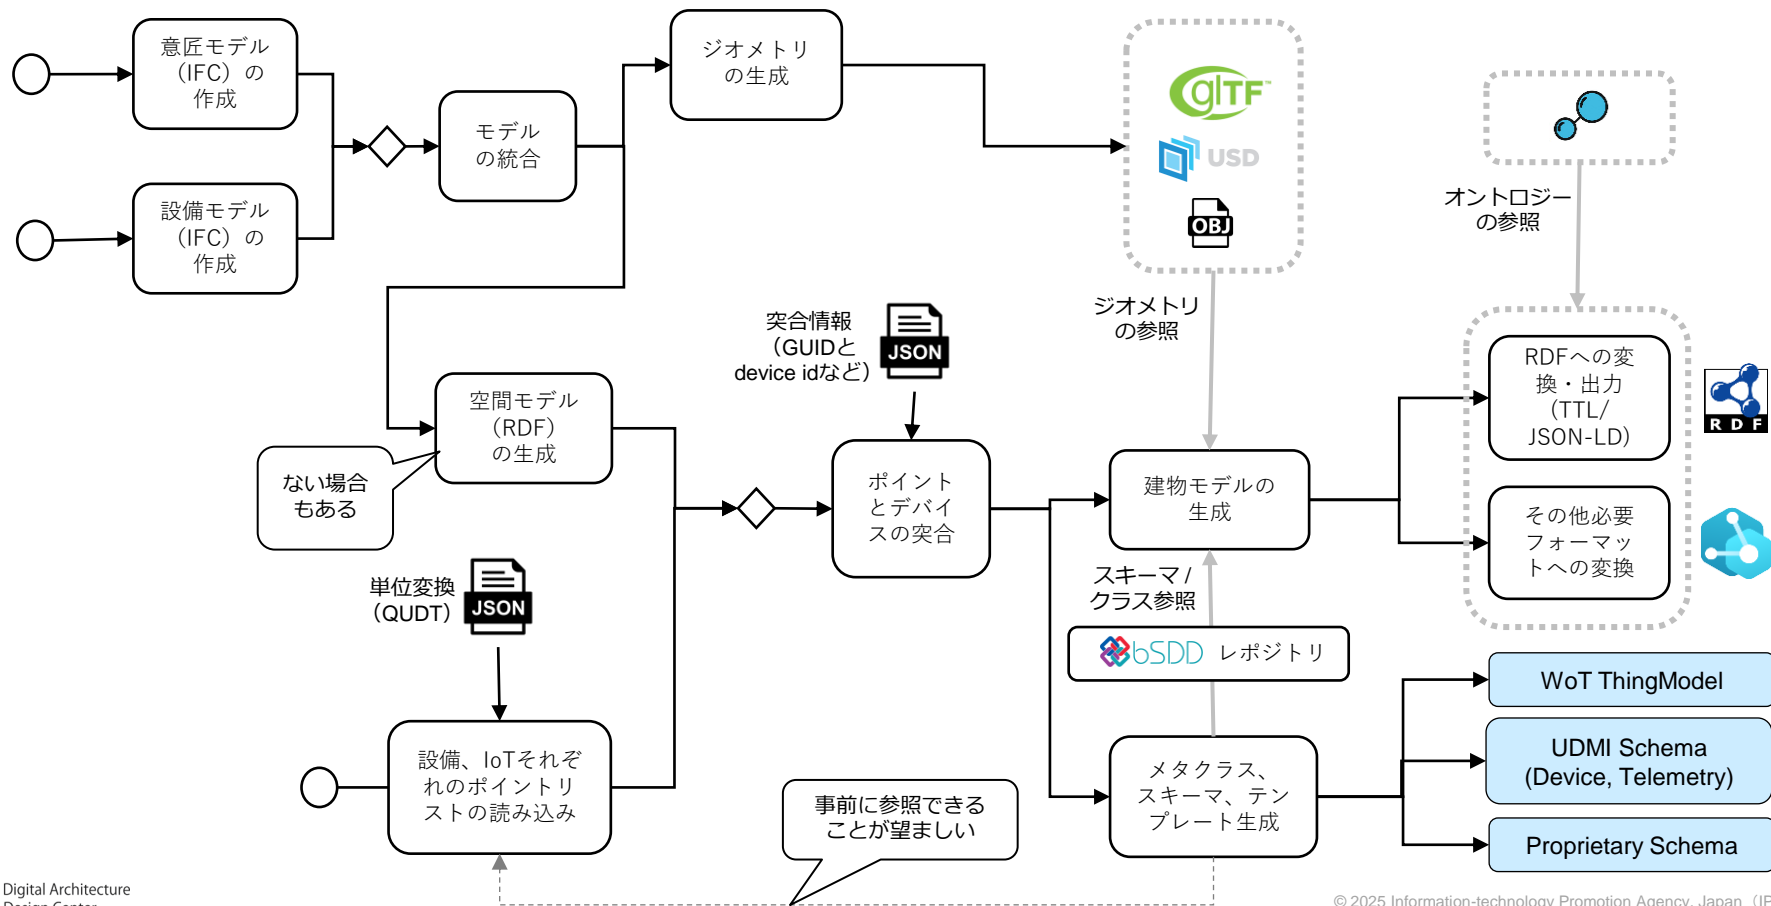 意匠モデル
（IFC）の
作成
設備モデル
（IFC）の
作成
モデル
の統合
ジオメトリ
の生成
glTF™
USD
OBJ
オントロジー
の参照
ジオメトリ
の参照
突合情報
（GUIDと
device idなど）
JSON
空間モデル
（RDF）
の生成
ない場合
もある
単位変換
（QUDT）
JSON
設備、IoTそれぞ
れのポイントリ
ストの読み込み
ポイント
とデバイ
スの突合
建物モデルの
生成
スキーマ /
クラス参照
bSDD レポジトリ
メタクラス、
スキーマ、テン
プレート生成
事前に参照できる
ことが望ましい
RDFへの変
換・出力
（TTL/
JSON-LD）
RDF
その他必要
フォーマッ
トへの変換
WoT ThingModel
UDMI Schema
(Device, Telemetry)
Proprietary Schema
Digital Architecture
Design Center
© 2025 Information-technology Promotion Agency, Japan（IP